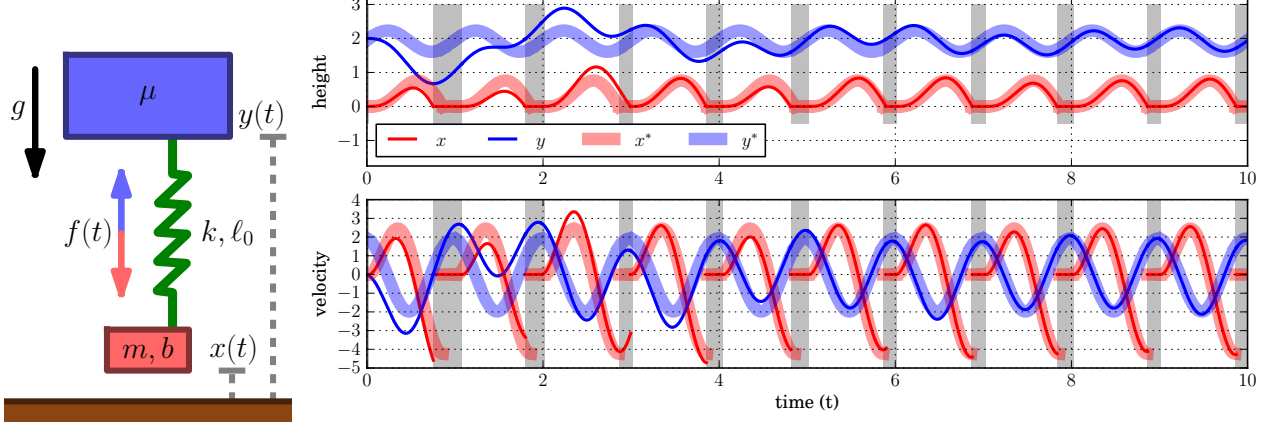 g
μ
y(t)
f(t)
k, ℓ₀
m, b
x(t)
height
3
2
1
0
−1
x y x* y*
0 2 4 6 8 10
velocity
4
3
2
1
0
−1
−2
−3
−4
−5
0 2 4 6 8 10
time (t)